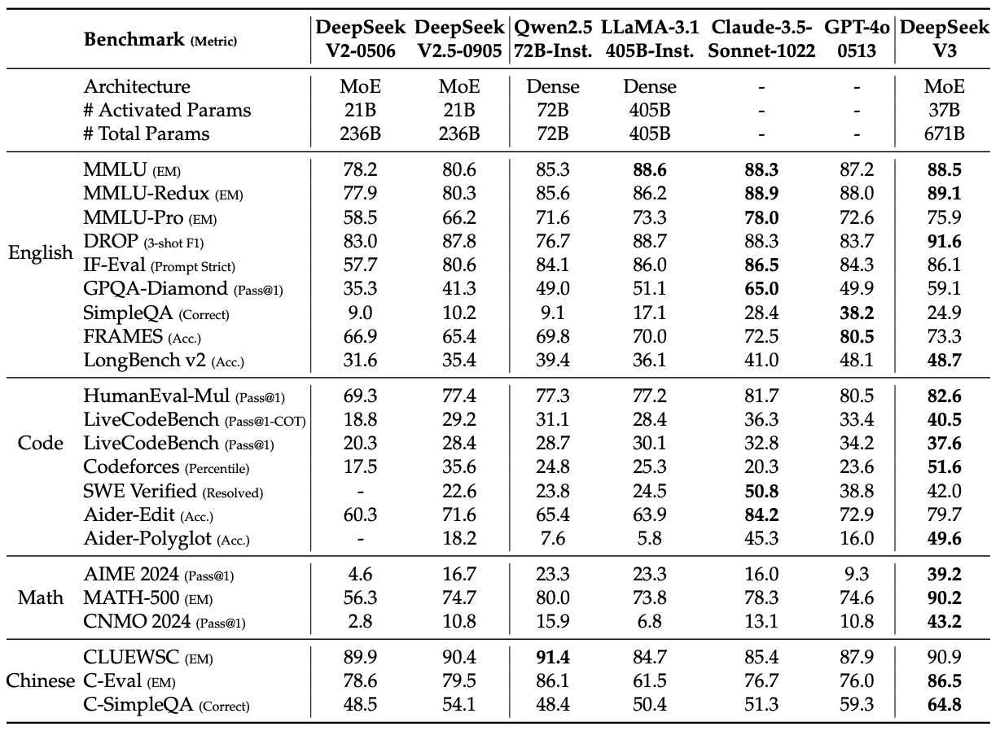 Benchmark (Metric) DeepSeek V2-0506 DeepSeek V2.5-0905 Qwen2.5 72B-Inst. LLaMA-3.1 405B-Inst. Claude-3.5-Sonnet-1022 GPT-4o 0513 DeepSeek V3
Architecture MoE MoE Dense Dense - - MoE
# Activated Params 21B 21B 72B 405B - - 37B
# Total Params 236B 236B 72B 405B - - 671B
English
MMLU (EM) 78.2 80.6 85.3 88.6 88.3 87.2 88.5
MMLU-Redux (EM) 77.9 80.3 85.6 86.2 88.9 88.0 89.1
MMLU-Pro (EM) 58.5 66.2 71.6 73.3 78.0 72.6 75.9
DROP (3-shot F1) 83.0 87.8 76.7 88.7 88.3 83.7 91.6
IF-Eval (Prompt Strict) 57.7 80.6 84.1 86.0 86.5 84.3 86.1
GPQA-Diamond (Pass@1) 35.3 41.3 49.0 51.1 65.0 49.9 59.1
SimpleQA (Correct) 9.0 10.2 9.1 17.1 28.4 38.2 24.9
FRAMES (Acc.) 66.9 65.4 69.8 70.0 72.5 80.5 73.3
LongBench v2 (Acc.) 31.6 35.4 39.4 36.1 41.0 48.1 48.7
Code
HumanEval-Mul (Pass@1) 69.3 77.4 77.3 77.2 81.7 80.5 82.6
LiveCodeBench (Pass@1-COT) 18.8 29.2 31.1 28.4 36.3 33.4 40.5
LiveCodeBench (Pass@1) 20.3 28.4 28.7 30.1 32.8 34.2 37.6
Codeforces (Percentile) 17.5 35.6 24.8 25.3 20.3 23.6 51.6
SWE Verified (Resolved) - 22.6 23.8 24.5 50.8 38.8 42.0
Aider-Edit (Acc.) 60.3 71.6 65.4 63.9 84.2 72.9 79.7
Aider-Polyglot (Acc.) - 18.2 7.6 5.8 45.3 16.0 49.6
Math
AIME 2024 (Pass@1) 4.6 16.7 23.3 23.3 16.0 9.3 39.2
MATH-500 (EM) 56.3 74.7 80.0 73.8 78.3 74.6 90.2
CNMO 2024 (Pass@1) 2.8 10.8 15.9 6.8 13.1 10.8 43.2
Chinese
CLUEWSC (EM) 89.9 90.4 91.4 84.7 85.4 87.9 90.9
C-Eval (EM) 78.6 79.5 86.1 61.5 76.7 76.0 86.5
C-SimpleQA (Correct) 48.5 54.1 48.4 50.4 51.3 59.3 64.8